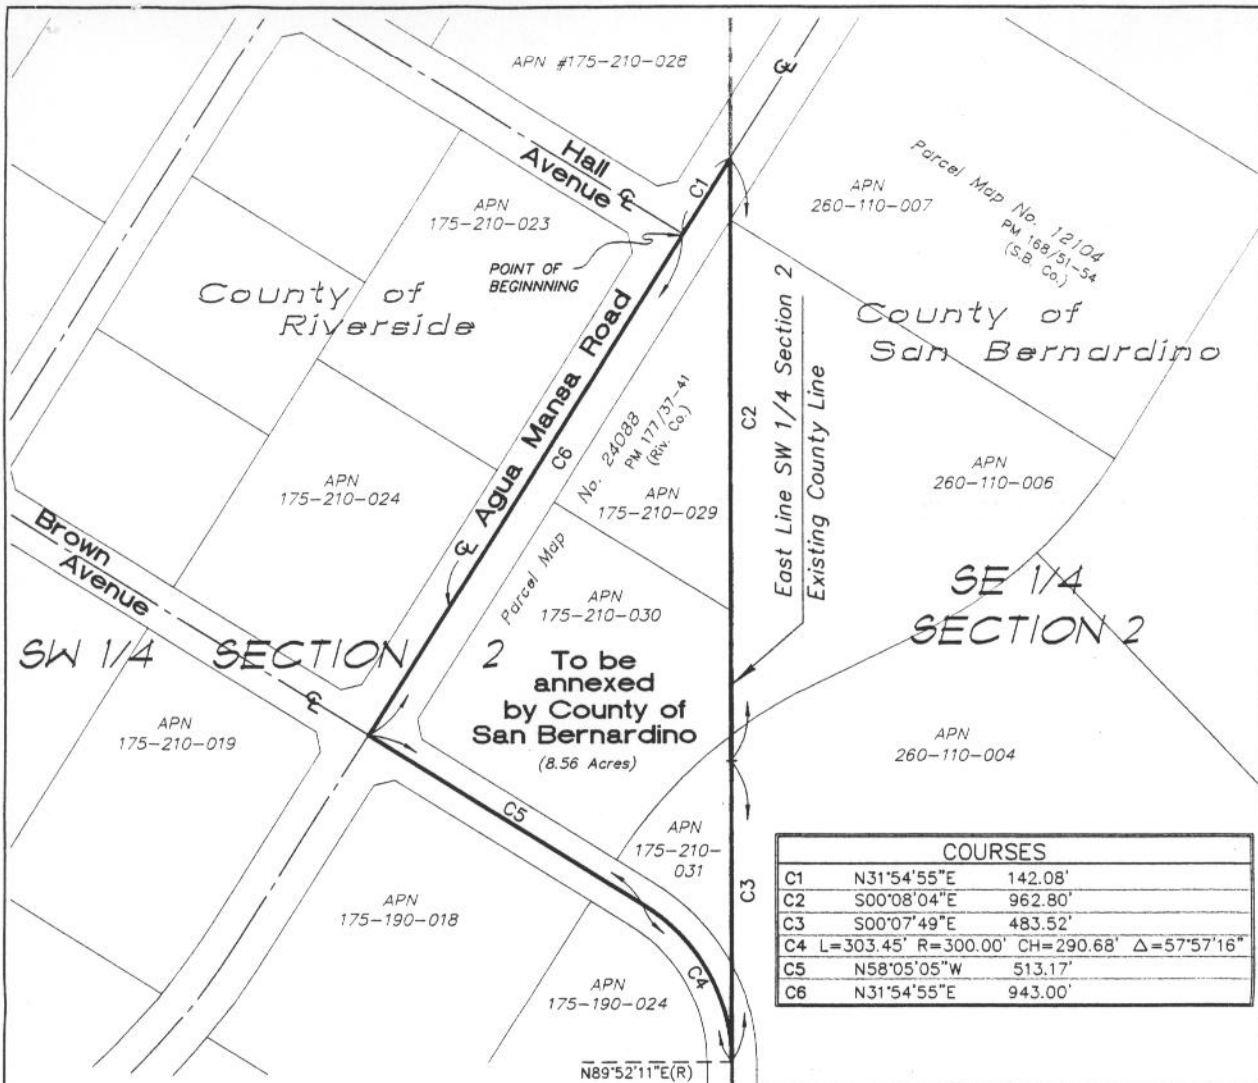 APN #175-210-028
℄
Hall
Avenue
℄
C1
APN
175-210-023
POINT OF
BEGINNNING
County of
Riverside
Parcel Map No. 12104
PM 168/51-54
(S.B. Co.)
APN
260-110-007
County of
San Bernardino
Agua Mansa Road
℄
C6
No. 24088
PM 177/37-41
(Riv. Co.)
Parcel Map
C2
East Line SW 1/4 Section 2
Existing County Line
APN
175-210-024
APN
175-210-029
APN
260-110-006
Brown
Avenue
℄
APN
175-210-030
SE 1/4
SECTION 2
SW 1/4 SECTION 2
To be
annexed
by County of
San Bernardino
(8.56 Acres)
APN
175-210-019
APN
260-110-004
C5
APN
175-210-
031
C3
APN
175-190-018
C4
APN
175-190-024
N89°52'11"E(R)
COURSES
C1 N31°54'55"E 142.08'
C2 S00°08'04"E 962.80'
C3 S00°07'49"E 483.52'
C4 L=303.45' R=300.00' CH=290.68' Δ=57°57'16"
C5 N58°05'05"W 513.17'
C6 N31°54'55"E 943.00'